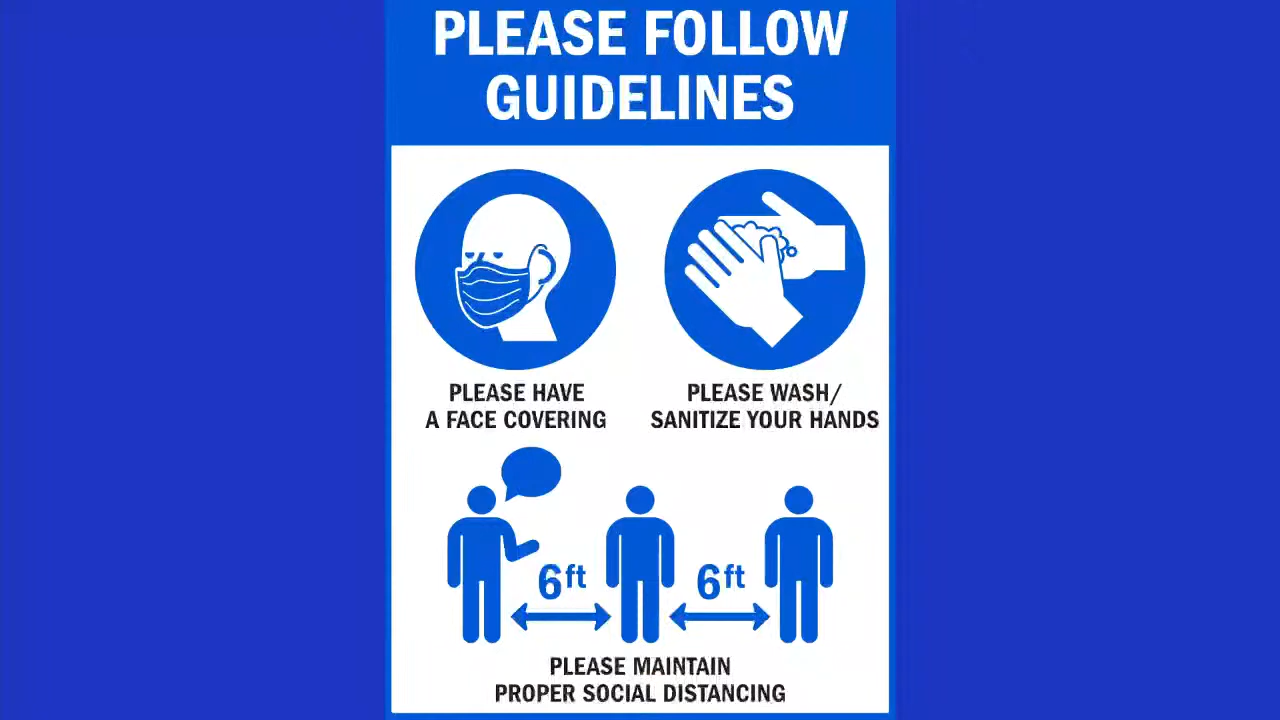 PLEASE FOLLOW
GUIDELINES
PLEASE HAVE
A FACE COVERING
PLEASE WASH/
SANITIZE YOUR HANDS
6ft
6ft
PLEASE MAINTAIN
PROPER SOCIAL DISTANCING